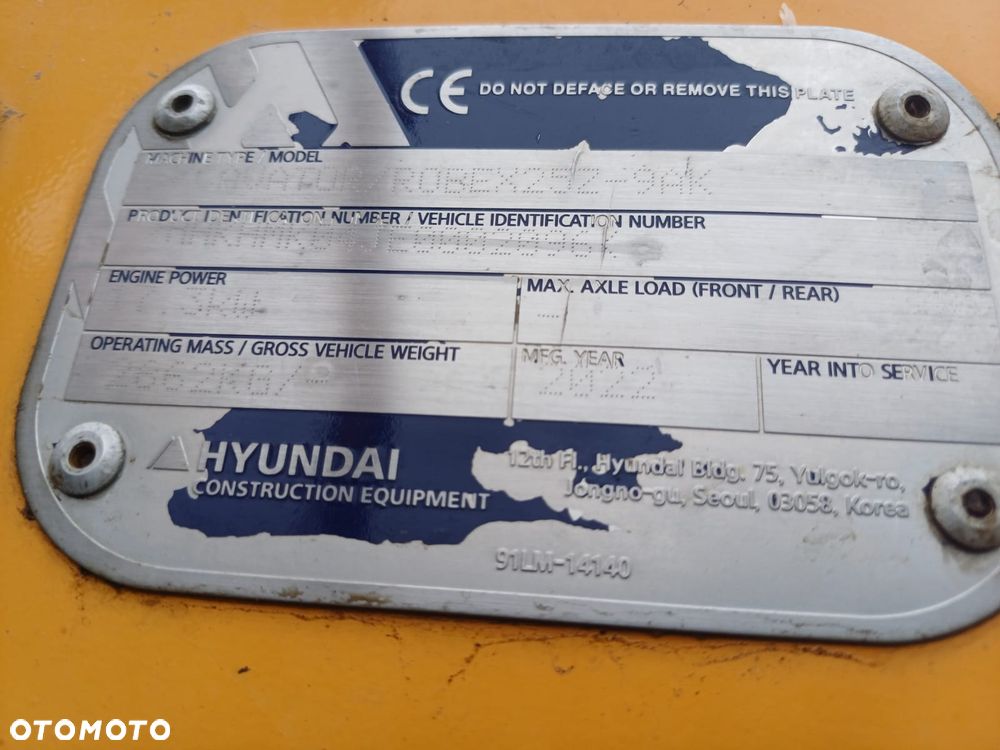 CE DO NOT DEFACE OR REMOVE THIS PLATE
MACHINE TYPE / MODEL
ROBEX25Z-9AK
PRODUCT IDENTIFICATION NUMBER / VEHICLE IDENTIFICATION NUMBER
ENGINE POWER
MAX. AXLE LOAD (FRONT / REAR)
OPERATING MASS / GROSS VEHICLE WEIGHT
MFG. YEAR
2022
YEAR INTO SERVICE
HYUNDAI
CONSTRUCTION EQUIPMENT
12th Fl., Hyundai Bldg. 75, Yulgok-ro,
Jongno-gu, Seoul, 03058, Korea
91LM-14140
OTOMOTO